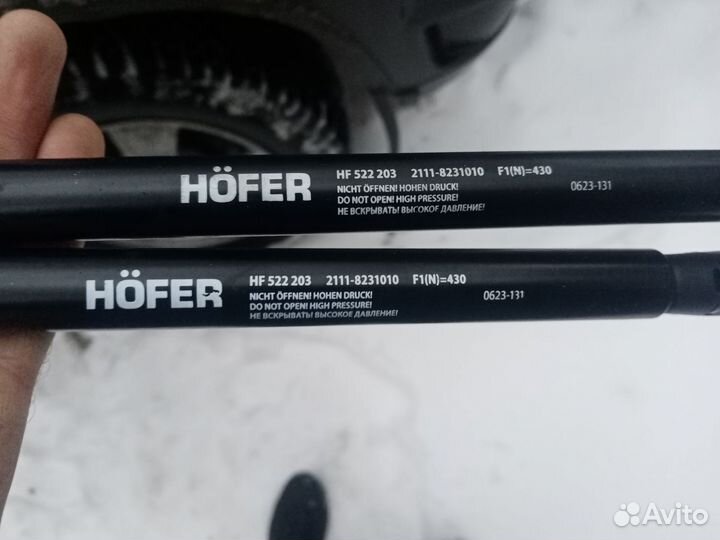 HÖFER
HF 522 203 2111-8231010 F1(N)=430
NICHT ÖFFNEN! HOHEN DRUCK!
DO NOT OPEN! HIGH PRESSURE!
НЕ ВСКРЫВАТЬ! ВЫСОКОЕ ДАВЛЕНИЕ!
0623-131
HÖFER
HF 522 203 2111-8231010 F1(N)=430
NICHT ÖFFNEN! HOHEN DRUCK!
DO NOT OPEN! HIGH PRESSURE!
НЕ ВСКРЫВАТЬ! ВЫСОКОЕ ДАВЛЕНИЕ!
0623-131
Avito